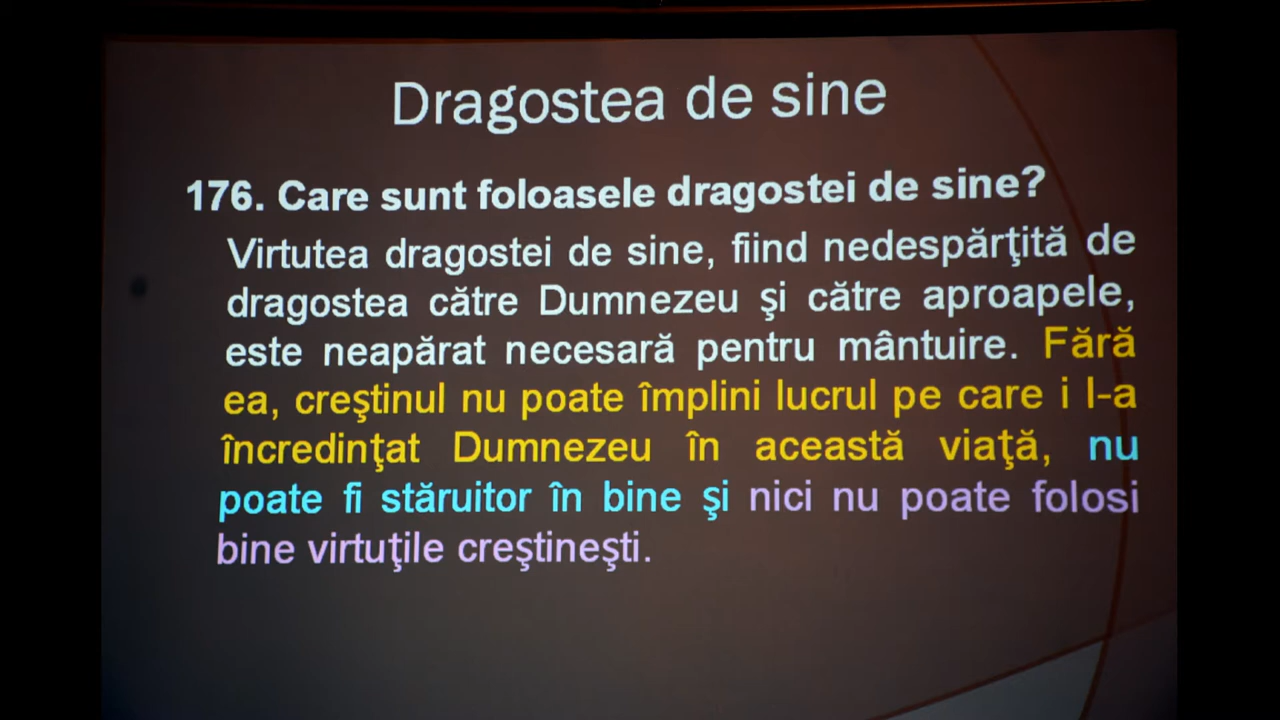 Dragostea de sine
176. Care sunt foloasele dragostei de sine?
Virtutea dragostei de sine, fiind nedespărţită de
dragostea către Dumnezeu şi către aproapele,
este neapărat necesară pentru mântuire. Fără
ea, creştinul nu poate împlini lucrul pe care i l-a
încredinţat Dumnezeu în această viaţă, nu
poate fi stăruitor în bine şi nici nu poate folosi
bine virtuţile creştineşti.